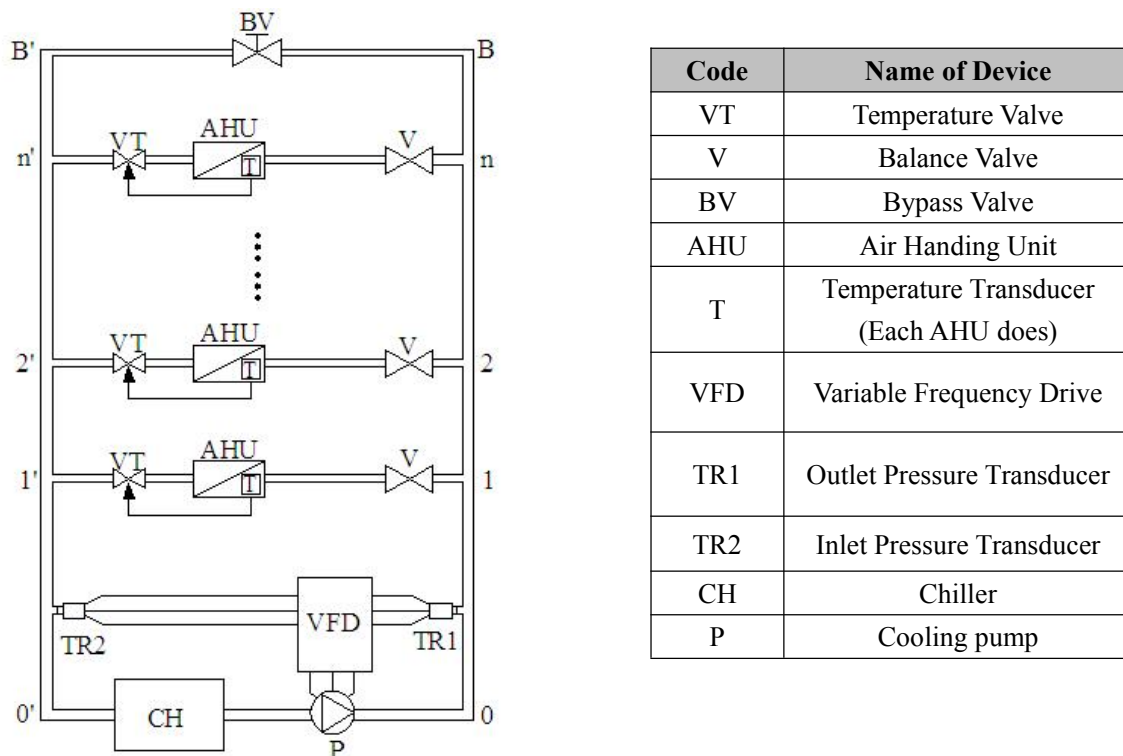 BV
B'
B
VT
AHU
V
n'
T
n
VT
AHU
V
2'
T
2
VT
AHU
V
1'
T
1
VFD
TR2
TR1
0'
CH
0
P
Code Name of Device
VT Temperature Valve
V Balance Valve
BV Bypass Valve
AHU Air Handing Unit
T Temperature Transducer
(Each AHU does)
VFD Variable Frequency Drive
TR1 Outlet Pressure Transducer
TR2 Inlet Pressure Transducer
CH Chiller
P Cooling pump